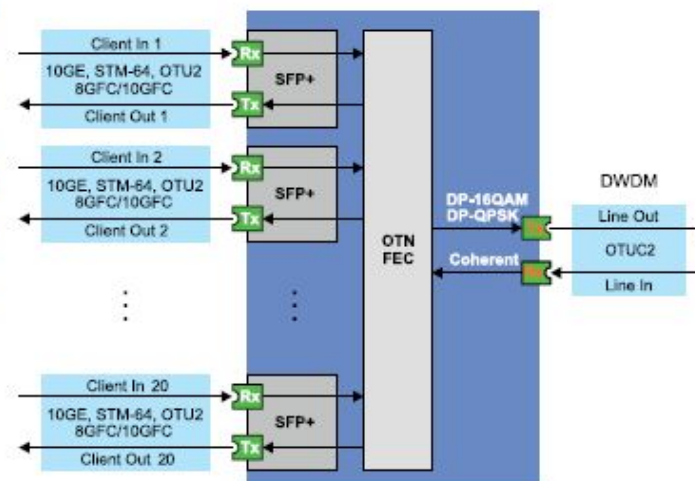 Client In 1
10GE, STM-64, OTU2
8GFC/10GFC
Client Out 1
Rx
Tx
SFP+
Client In 2
10GE, STM-64, OTU2
8GFC/10GFC
Client Out 2
Rx
Tx
SFP+
Client In 20
10GE, STM-64, OTU2
8GFC/10GFC
Client Out 20
Rx
Tx
SFP+
OTN
FEC
DP-16QAM
DP-QPSK
Coherent
Tx
Rx
DWDM
Line Out
OTUC2
Line In